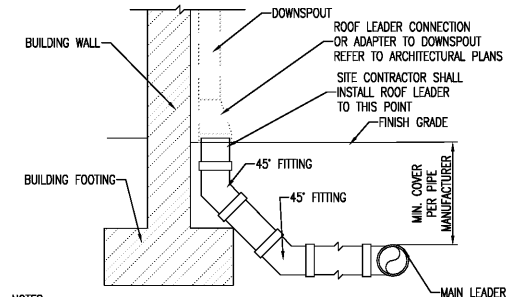 DOWNSPOUT
BUILDING WALL
ROOF LEADER CONNECTION
OR ADAPTER TO DOWNSPOUT
REFER TO ARCHITECTURAL PLANS
SITE CONTRACTOR SHALL
INSTALL ROOF LEADER
TO THIS POINT
FINISH GRADE
45° FITTING
BUILDING FOOTING
45° FITTING
MIN. COVER
PER PIPE
MANUFACTURER
MAIN LEADER